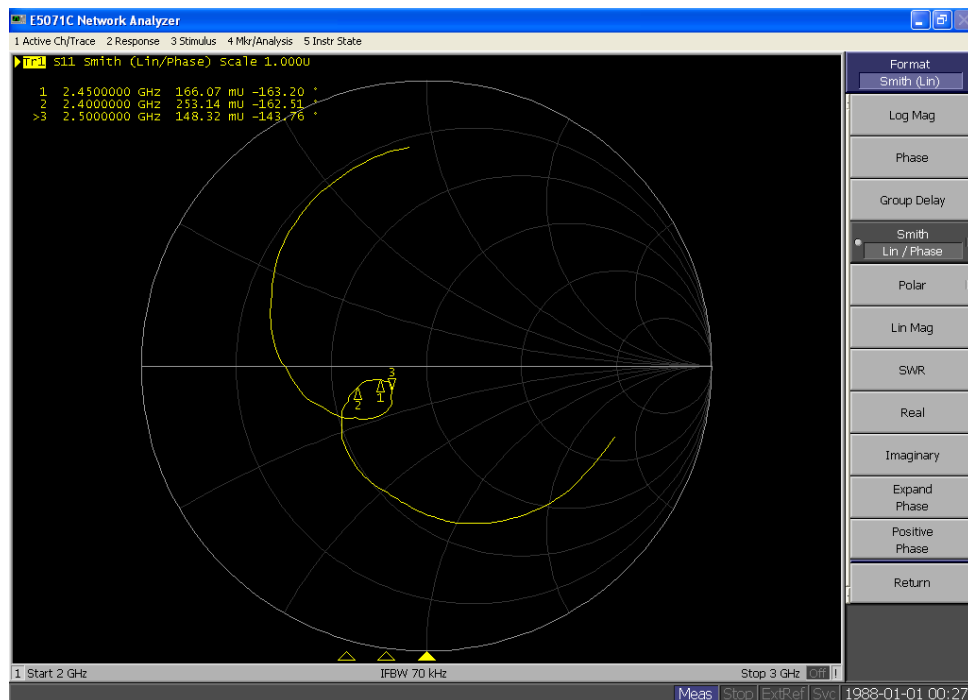 E5071C Network Analyzer
1 Active Ch/Trace 2 Response 3 Stimulus 4 Mkr/Analysis 5 Instr State
Tr1 S11 Smith (Lin/Phase) Scale 1.000U
1 2.4500000 GHz 166.07 mU -163.20 °
2 2.4000000 GHz 253.14 mU -162.51 °
>3 2.5000000 GHz 148.32 mU -143.76 °
3
1
2
Format
Smith (Lin)
Log Mag
Phase
Group Delay
Smith
Lin / Phase
Polar
Lin Mag
SWR
Real
Imaginary
Expand
Phase
Positive
Phase
Return
1 Start 2 GHz IFBW 70 kHz Stop 3 GHz Off !
Meas Stop ExtRef Svc 1988-01-01 00:27